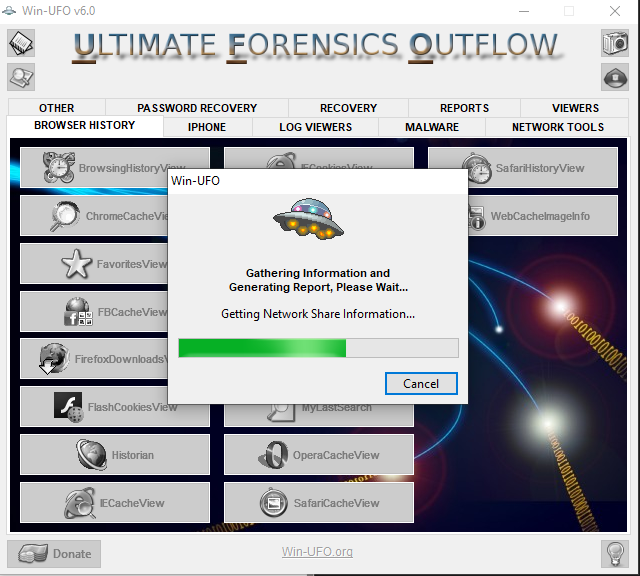 Win-UFO v6.0
ULTIMATE FORENSICS OUTFLOW
OTHER
PASSWORD RECOVERY
RECOVERY
REPORTS
VIEWERS
BROWSER HISTORY
IPHONE
LOG VIEWERS
MALWARE
NETWORK TOOLS
BrowsingHistoryView
IECookiesView
SafariHistoryView
Win-UFO
ChromeCacheVie
WebCacheImageInfo
FavoritesView
Gathering Information and
Generating Report, Please Wait...
FBCacheView
Getting Network Share Information...
FirefoxDownloadsV
Cancel
FlashCookiesView
MyLastSearch
Historian
OperaCacheView
IECacheView
SafariCacheView
Donate
Win-UFO.org